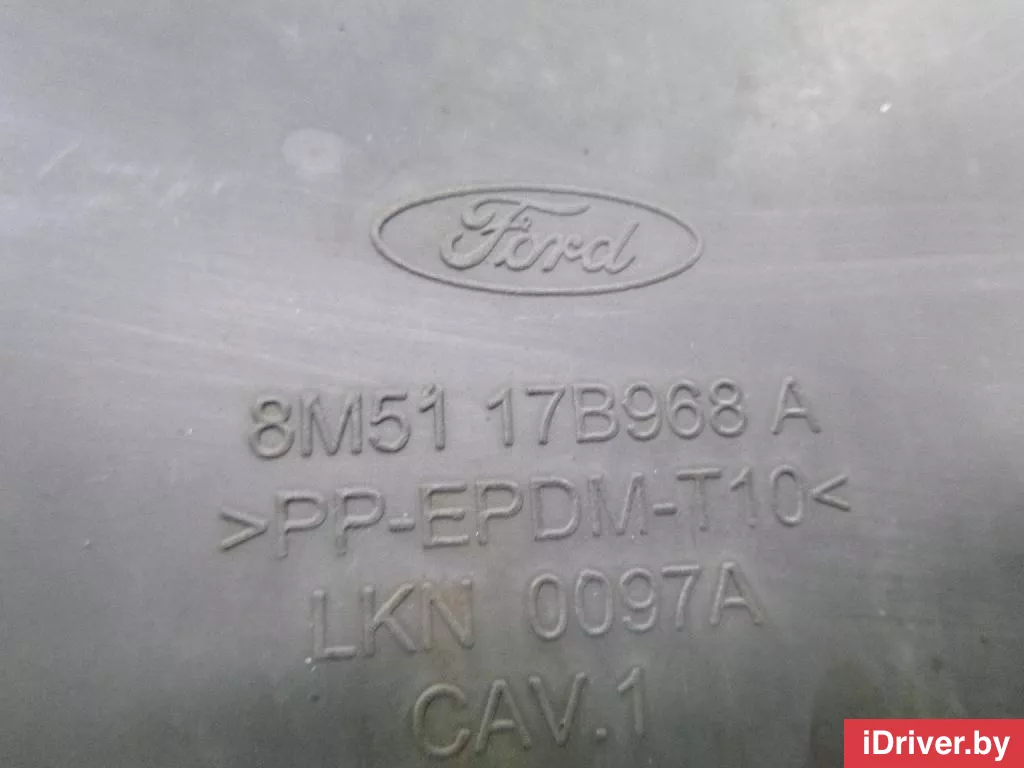 Ford
8M51 17B968 A
>PP-EPDM-T10<
LKN 0097A
CAV.1
iDriver.by